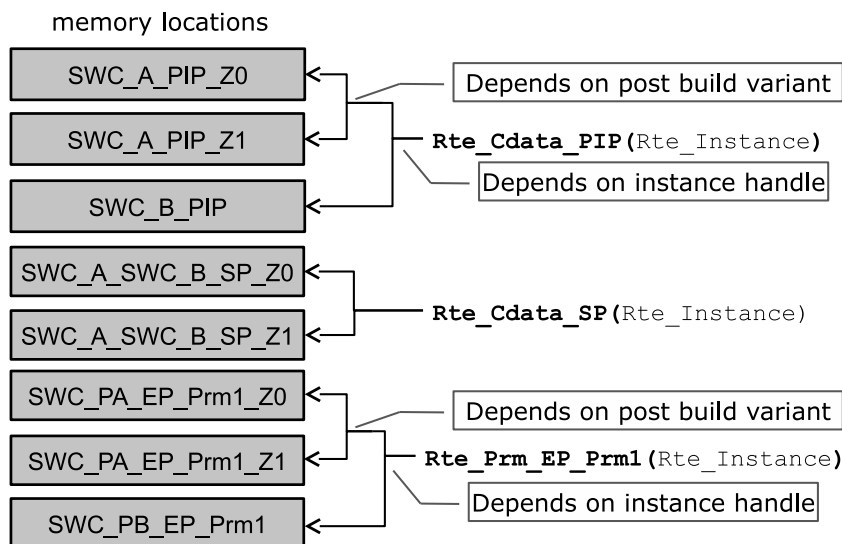 memory locations
SWC_A_PIP_Z0
Depends on post build variant
SWC_A_PIP_Z1
Rte_Cdata_PIP(Rte_Instance)
Depends on instance handle
SWC_B_PIP
SWC_A_SWC_B_SP_Z0
Rte_Cdata_SP(Rte_Instance)
SWC_A_SWC_B_SP_Z1
SWC_PA_EP_Prm1_Z0
Depends on post build variant
SWC_PA_EP_Prm1_Z1
Rte_Prm_EP_Prm1(Rte_Instance)
Depends on instance handle
SWC_PB_EP_Prm1